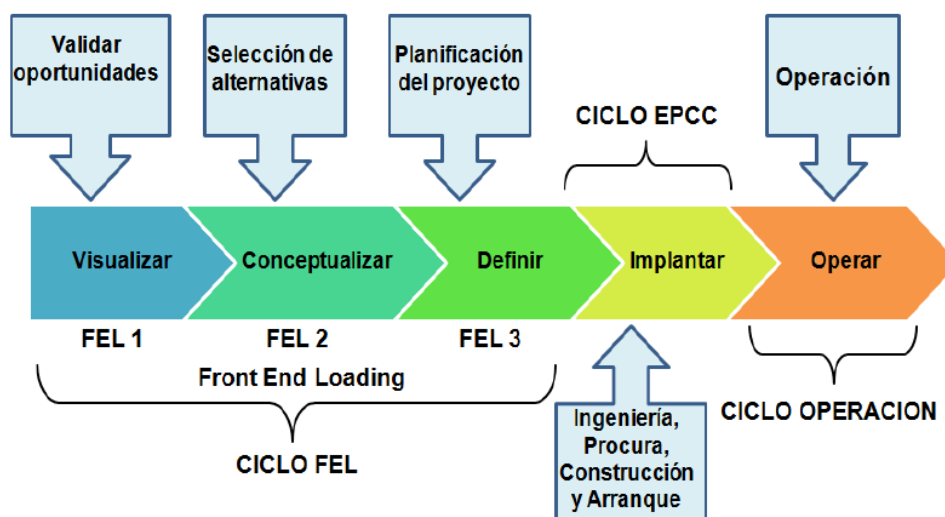 Validar
oportunidades
Selección de
alternativas
Planificación
del proyecto
Operación
CICLO EPCC
Visualizar
Conceptualizar
Definir
Implantar
Operar
FEL 1
FEL 2
FEL 3
Front End Loading
CICLO FEL
Ingeniería,
Procura,
Construcción
y Arranque
CICLO OPERACION